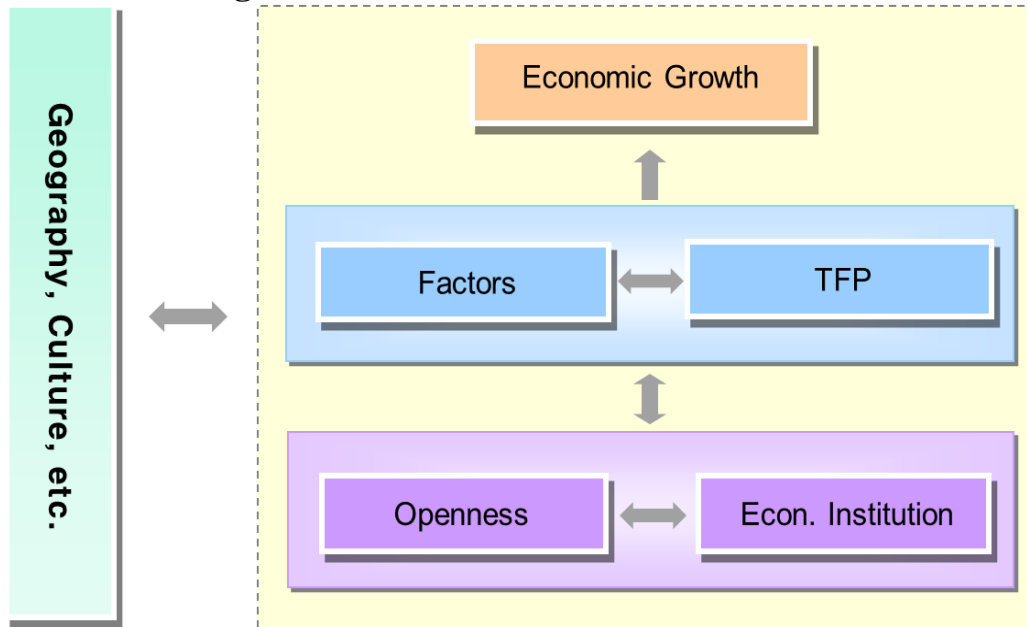 Economic Growth
Geography, Culture, etc.
Factors
TFP
Openness
Econ. Institution